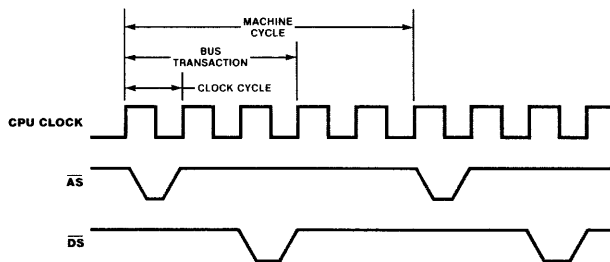 MACHINE
CYCLE
BUS
TRANSACTION
CLOCK CYCLE
CPU CLOCK
AS
DS